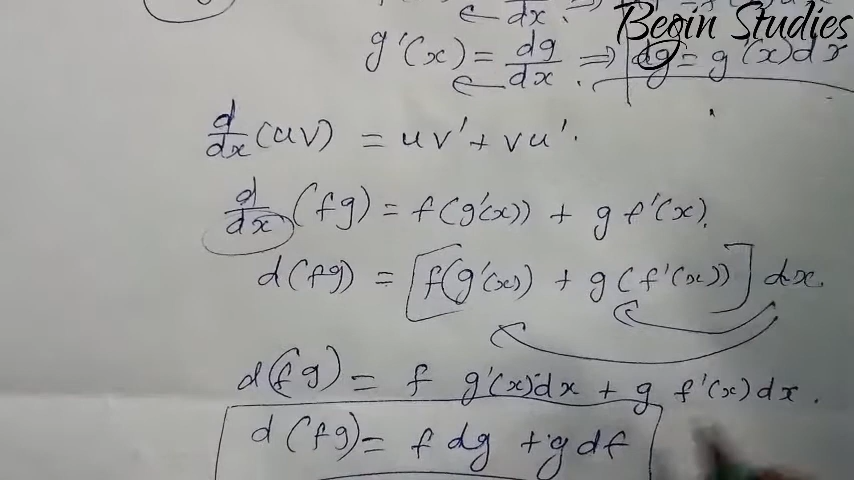 dx
Begin Studies
g'(x) = dg/dx ⇒ dg = g'(x)dx
d/dx (uv) = uv' + vu'.
d/dx (fg) = f(g'(x)) + g f'(x).
d(fg) = [f(g'(x)) + g(f'(x))] dx.
d(fg) = f g'(x)dx + g f'(x)dx.
d(fg) = f dg + g df